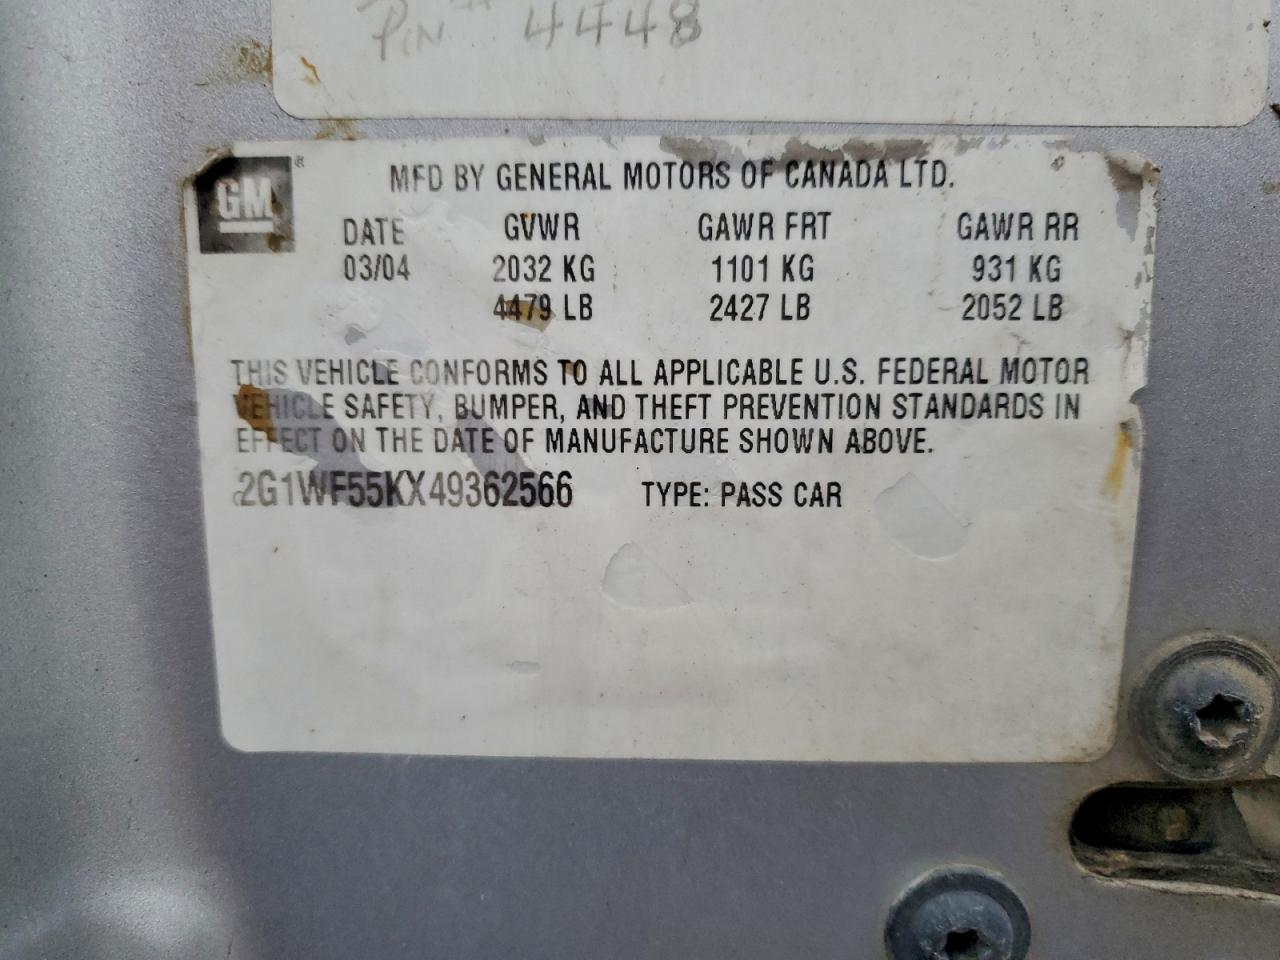 PIN # 4448
GM ®
MFD BY GENERAL MOTORS OF CANADA LTD.
DATE GVWR GAWR FRT GAWR RR
03/04 2032 KG 1101 KG 931 KG
4479 LB 2427 LB 2052 LB
THIS VEHICLE CONFORMS TO ALL APPLICABLE U.S. FEDERAL MOTOR
VEHICLE SAFETY, BUMPER, AND THEFT PREVENTION STANDARDS IN
EFFECT ON THE DATE OF MANUFACTURE SHOWN ABOVE.
2G1WF55KX49362566 TYPE: PASS CAR